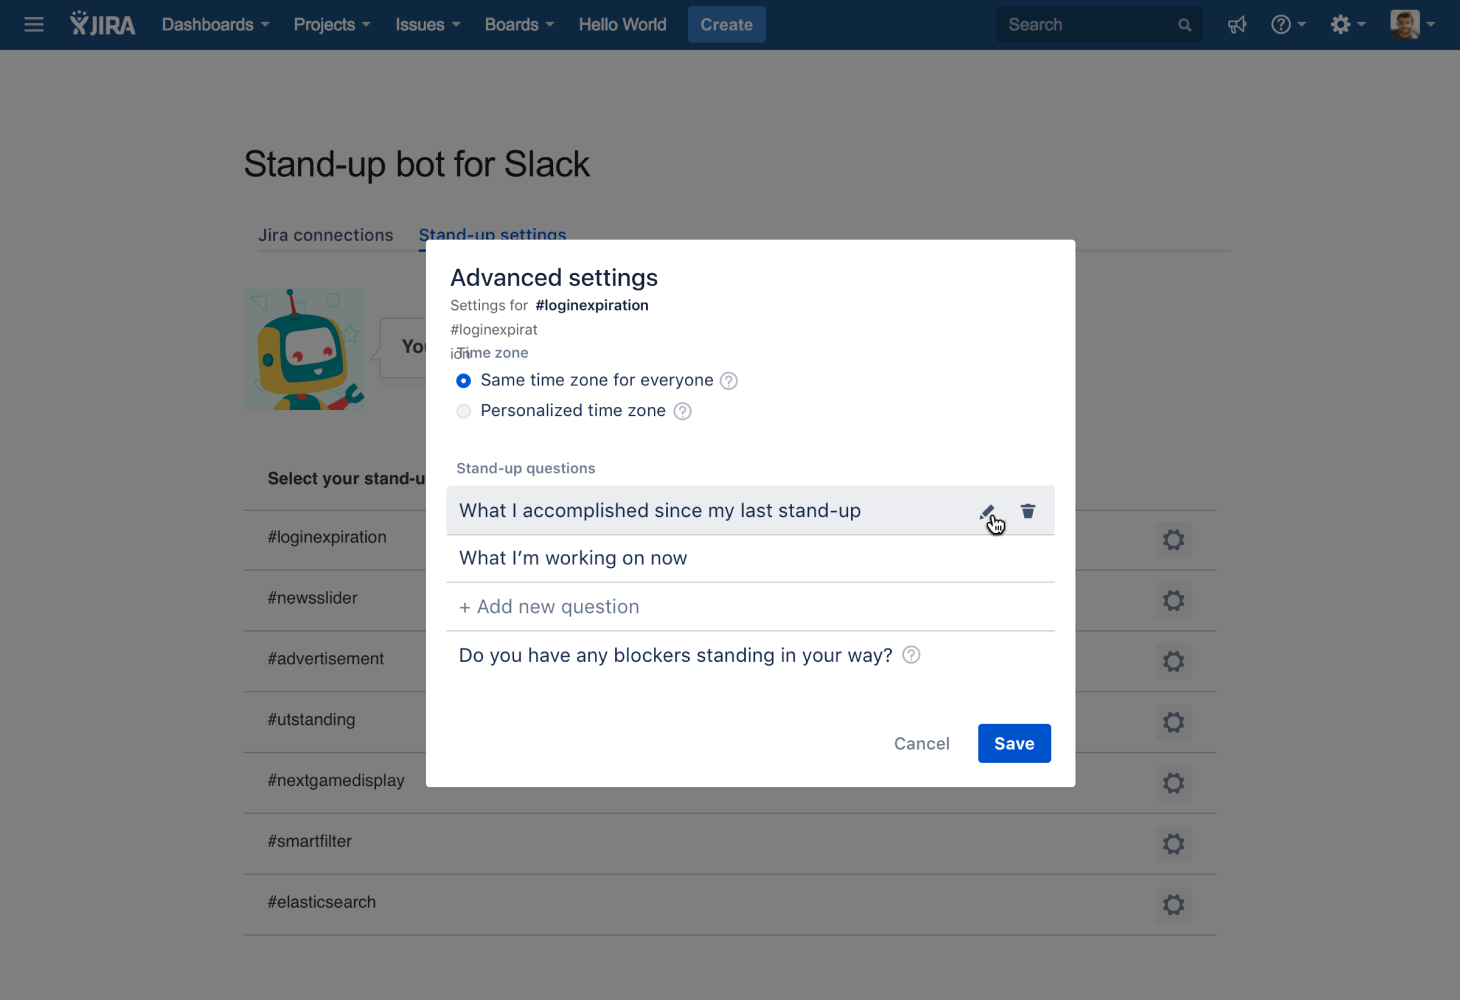 JIRA Dashboards Projects Issues Boards Hello World Create Search
Stand-up bot for Slack
Jira connections Stand-up settings
Advanced settings
Settings for #loginexpiration
#loginexpirat
ion
Time zone
Same time zone for everyone
Personalized time zone
Select your stand-u
Stand-up questions
What I accomplished since my last stand-up
What I’m working on now
+ Add new question
Do you have any blockers standing in your way?
Cancel Save
#loginexpiration
#newsslider
#advertisement
#utstanding
#nextgamedisplay
#smartfilter
#elasticsearch